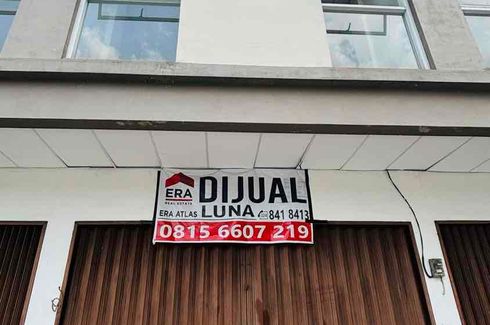 ERA DIJUAL
REAL ESTATE
ERA ATLAS LUNA 841 8413
0815 6607 219